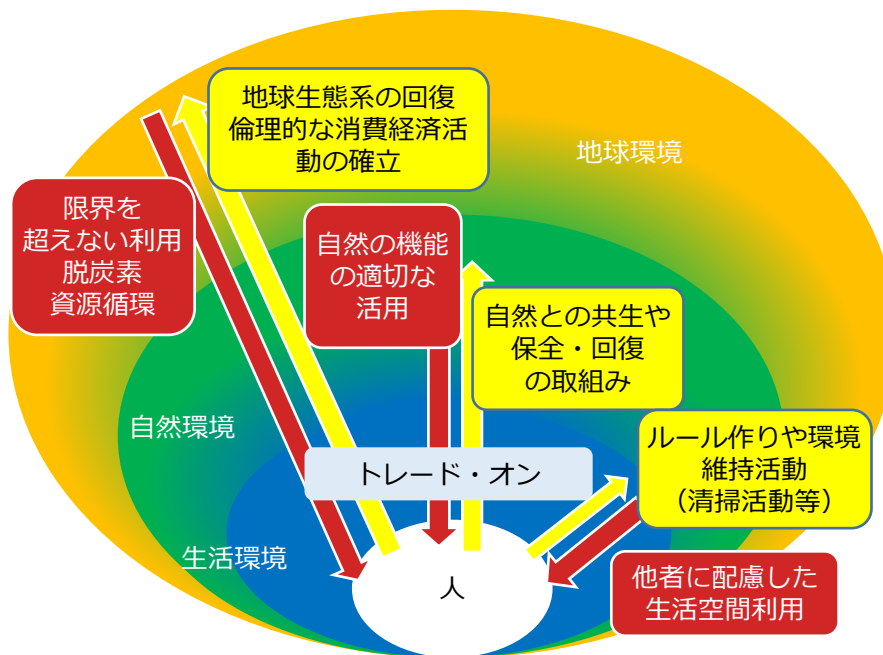 地球生態系の回復
倫理的な消費経済活
動の確立
地球環境
限界を
超えない利用
脱炭素
資源循環
自然の機能
の適切な
活用
自然との共生や
保全・回復
の取組み
自然環境
ルール作りや環境
維持活動
（清掃活動等）
トレード・オン
生活環境
人
他者に配慮した
生活空間利用